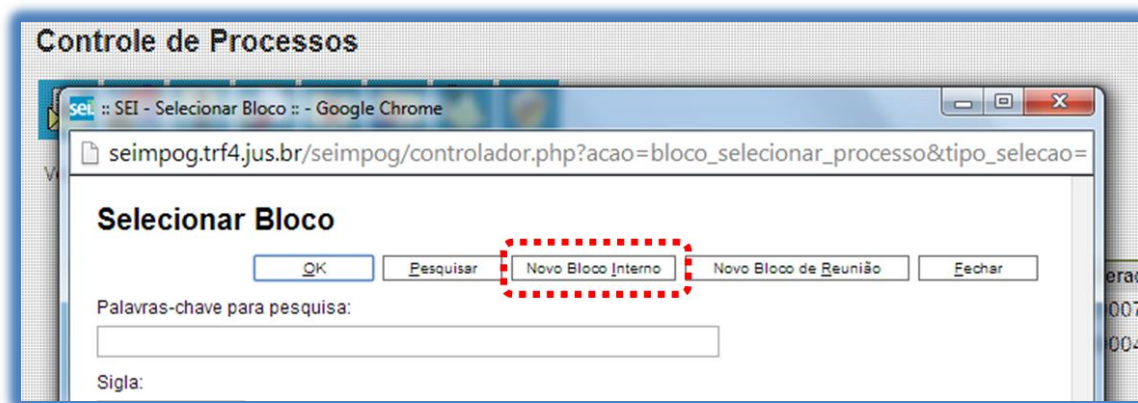 Controle de Processos
sei. :: SEI - Selecionar Bloco :: - Google Chrome
seimpog.trf4.jus.br/seimpog/controlador.php?acao=bloco_selecionar_processo&tipo_selecao=
Selecionar Bloco
OK Pesquisar Novo Bloco Interno Novo Bloco de Reunião Fechar
Palavras-chave para pesquisa:
Sigla: